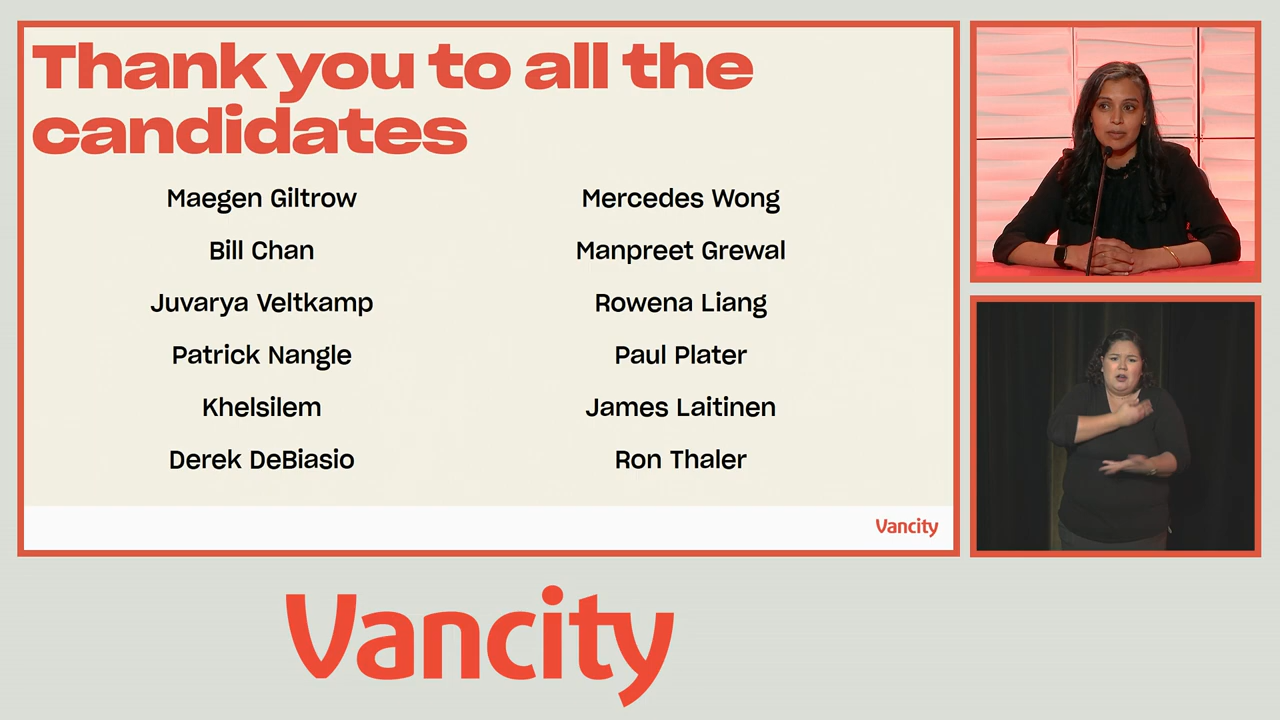 Thank you to all the
candidates
Maegen Giltrow
Bill Chan
Juvarya Veltkamp
Patrick Nangle
Khelsilem
Derek DeBiasio
Mercedes Wong
Manpreet Grewal
Rowena Liang
Paul Plater
James Laitinen
Ron Thaler
Vancity
Vancity